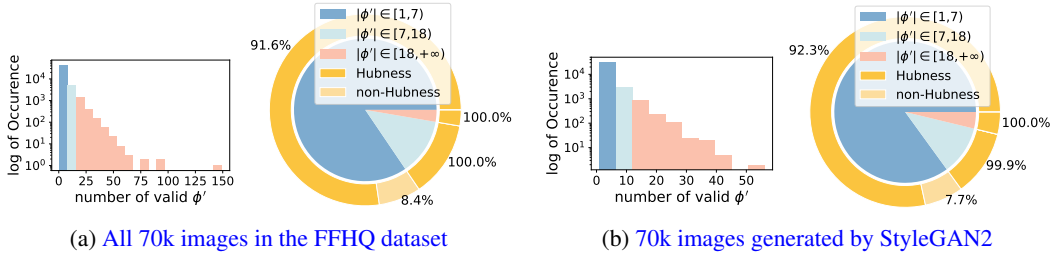 |ϕ′| ∈ [1,7)
|ϕ′| ∈ [7,18)
|ϕ′| ∈ [18,+∞)
Hubness
non-Hubness
91.6%
100.0%
100.0%
8.4%
log of Occurence
10⁴
10³
10²
10¹
10⁰
0 25 50 75 100 125 150
number of valid ϕ′
(a) All 70k images in the FFHQ dataset
|ϕ′| ∈ [1,7)
|ϕ′| ∈ [7,18)
|ϕ′| ∈ [18,+∞)
Hubness
non-Hubness
92.3%
100.0%
99.9%
7.7%
log of Occurence
10⁴
10³
10²
10¹
0 10 20 30 40 50
number of valid ϕ′
(b) 70k images generated by StyleGAN2